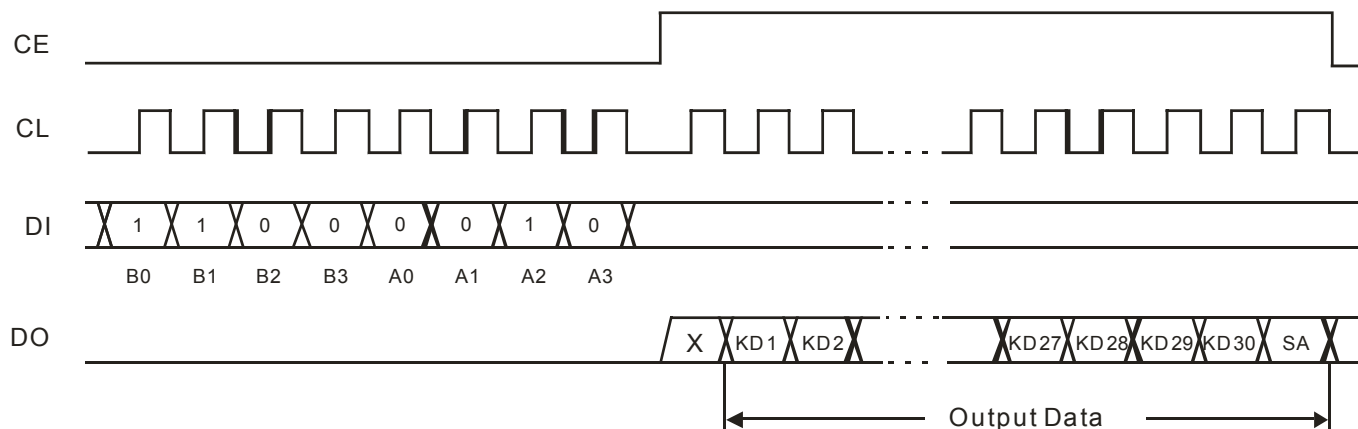 CE
CL
DI 1 1 0 0 0 0 1 0
B0 B1 B2 B3 A0 A1 A2 A3
DO X KD1 KD2 KD27 KD28 KD29 KD30 SA
Output Data